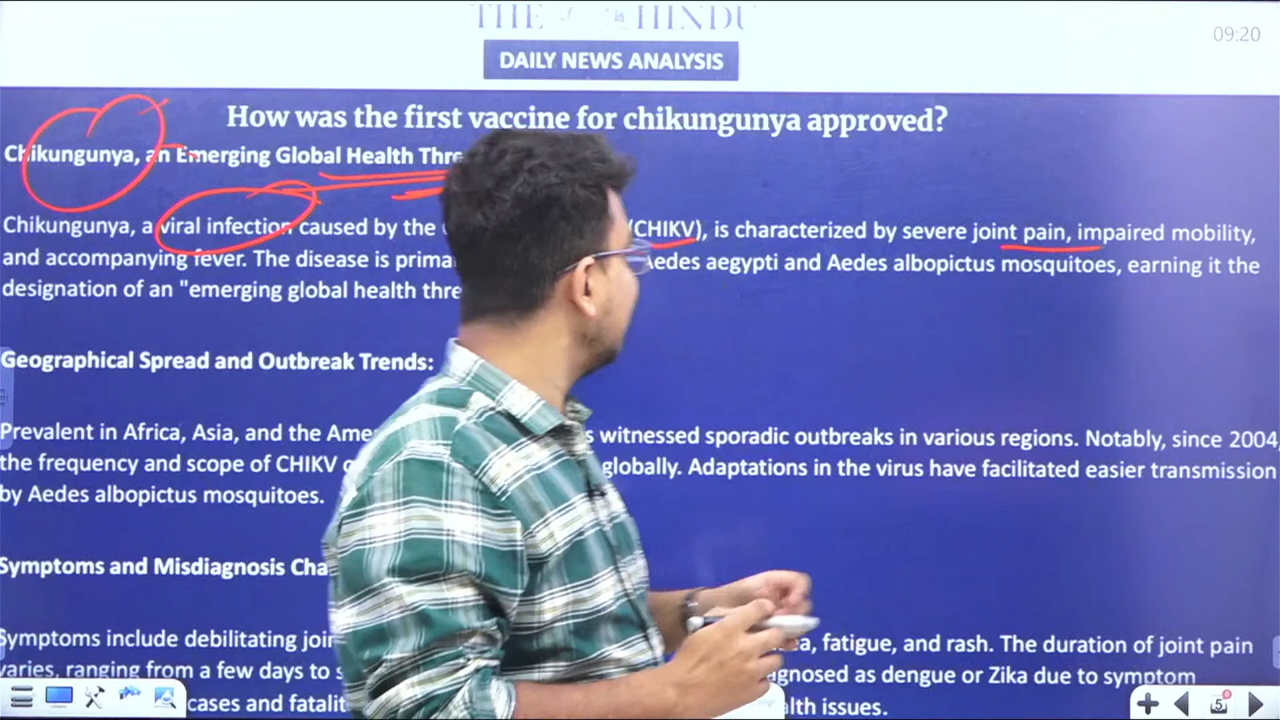 THE HINDU
09:20
DAILY NEWS ANALYSIS
How was the first vaccine for chikungunya approved?
Chikungunya, an Emerging Global Health Thre
Chikungunya, a viral infection caused by the (CHIKV), is characterized by severe joint pain, impaired mobility,
and accompanying fever. The disease is prima Aedes aegypti and Aedes albopictus mosquitoes, earning it the
designation of an "emerging global health thre
Geographical Spread and Outbreak Trends:
Prevalent in Africa, Asia, and the Ame s witnessed sporadic outbreaks in various regions. Notably, since 2004,
the frequency and scope of CHIKV globally. Adaptations in the virus have facilitated easier transmission
by Aedes albopictus mosquitoes.
Symptoms and Misdiagnosis Cha
Symptoms include debilitating join a, fatigue, and rash. The duration of joint pain
varies, ranging from a few days to s agnosed as dengue or Zika due to symptom
cases and fatalit lth issues.
5